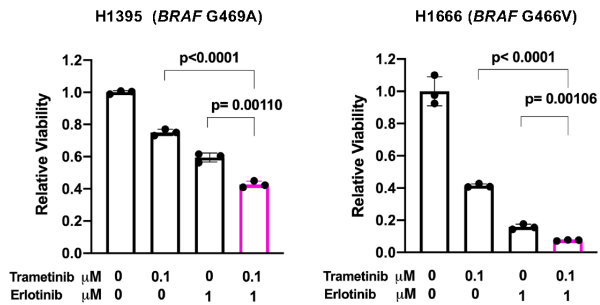 H1395 (BRAF G469A)
p<0.0001
p= 0.00110
Relative Viability
1.2
1.0
0.8
0.6
0.4
0.2
0.0
Trametinib μM 0 0.1 0 0.1
Erlotinib μM 0 0 1 1
H1666 (BRAF G466V)
p< 0.0001
p= 0.00106
Relative Viability
1.2
1.0
0.8
0.6
0.4
0.2
0.0
μM 0 0.1 0 0.1
μM 0 0 1 1